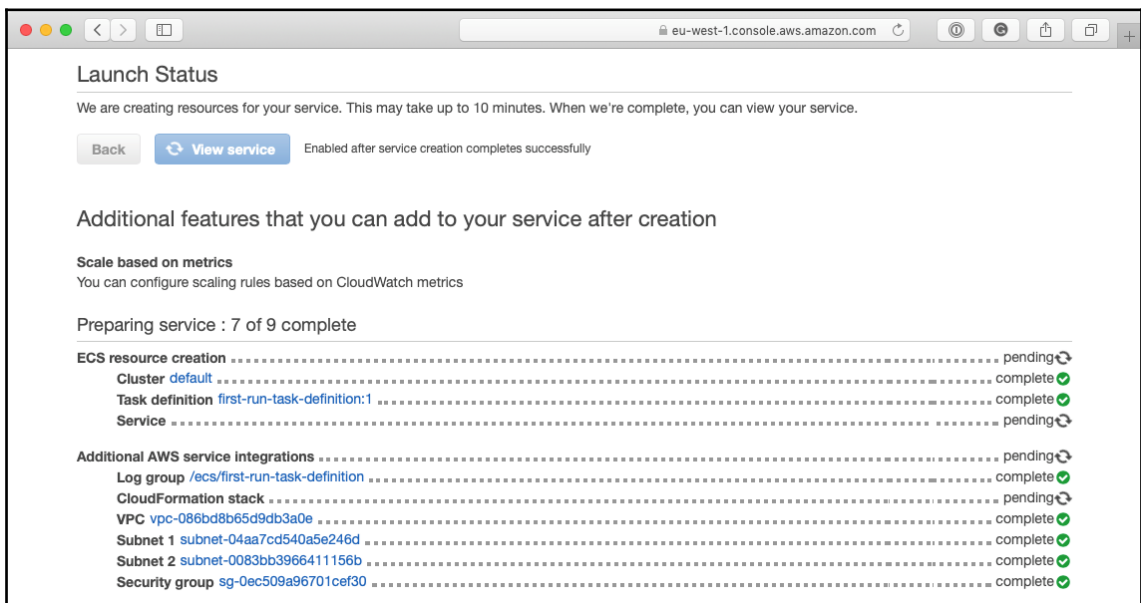 eu-west-1.console.aws.amazon.com
Launch Status
We are creating resources for your service. This may take up to 10 minutes. When we're complete, you can view your service.
Back View service Enabled after service creation completes successfully
Additional features that you can add to your service after creation
Scale based on metrics
You can configure scaling rules based on CloudWatch metrics
Preparing service : 7 of 9 complete
ECS resource creation pending
Cluster default complete
Task definition first-run-task-definition:1 complete
Service pending
Additional AWS service integrations pending
Log group /ecs/first-run-task-definition complete
CloudFormation stack pending
VPC vpc-086bd8b65d9db3a0e complete
Subnet 1 subnet-04aa7cd540a5e246d complete
Subnet 2 subnet-0083bb3966411156b complete
Security group sg-0ec509a96701cef30 complete